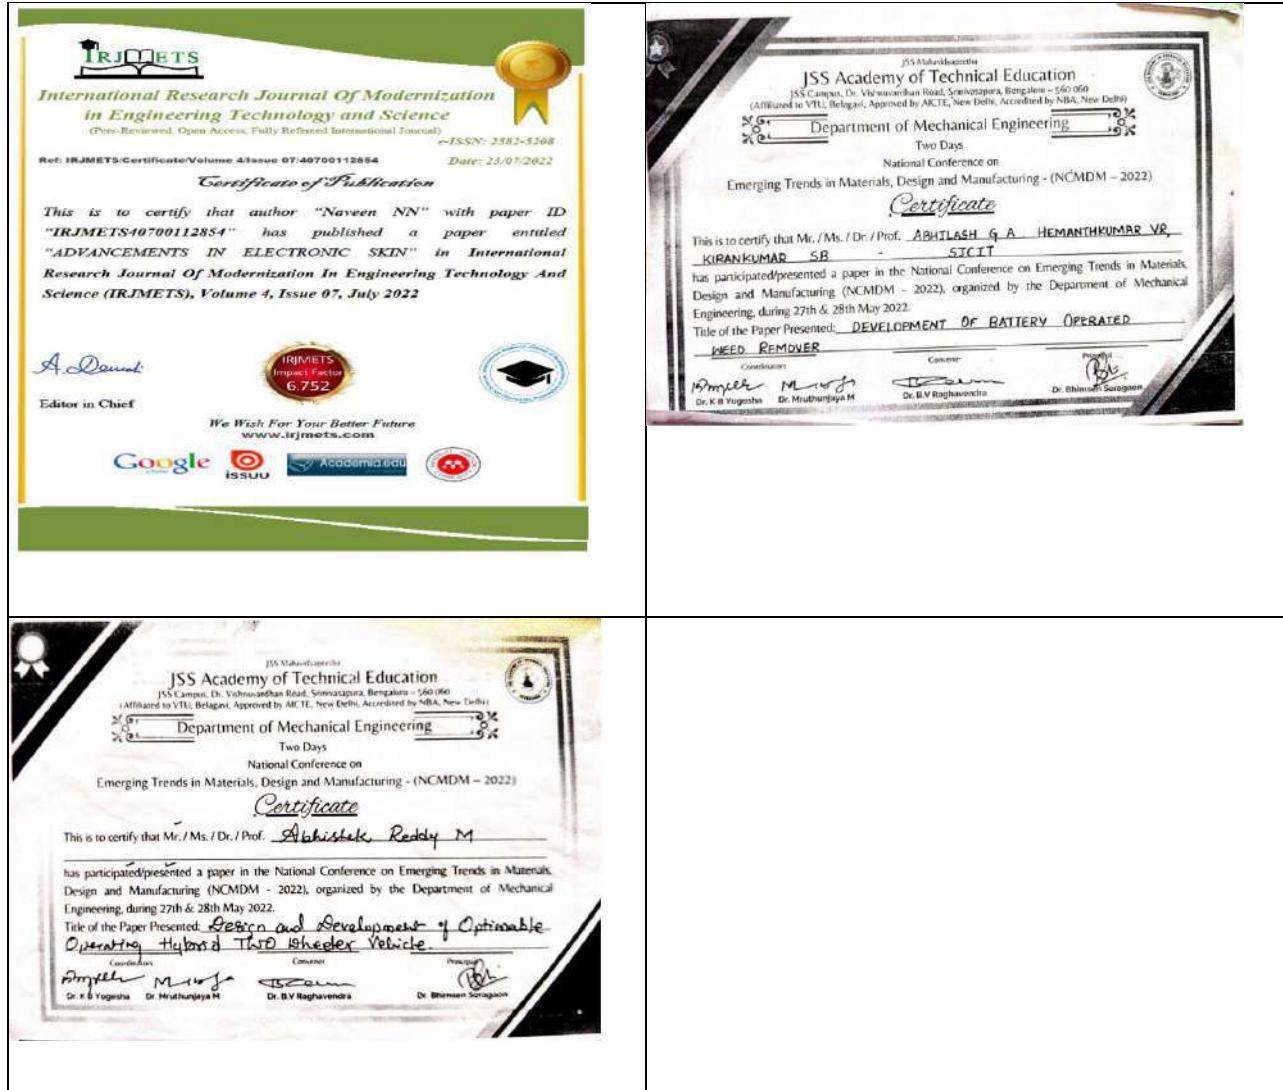 IRJMETS
International Research Journal Of Modernization
in Engineering Technology and Science
(Peer-Reviewed, Open Access, Fully Refereed International Journal)
e-ISSN: 2582-5208
Ref: IRJMETS/Certificate/Volume 4/Issue 07/40700112854
Date: 23/07/2022
Certificate of Publication
This is to certify that author "Naveen NN" with paper ID
"IRJMETS40700112854" has published a paper entitled
"ADVANCEMENTS IN ELECTRONIC SKIN" in International
Research Journal Of Modernization In Engineering Technology And
Science (IRJMETS), Volume 4, Issue 07, July 2022
IRJMETS
Impact Factor
6.752
Editor in Chief
We Wish For Your Better Future
www.irjmets.com
Google
issuu
Academia.edu
JSS Mahavidyapeetha
JSS Academy of Technical Education
JSS Campus, Dr. Vishnuvardhan Road, Srinivasapura, Bengaluru – 560 060
(Affiliated to VTU, Belagavi, Approved by AICTE, New Delhi, Accredited by NBA, New Delhi)
Department of Mechanical Engineering
Two Days
National Conference on
Emerging Trends in Materials, Design and Manufacturing - (NCMDM – 2022)
Certificate
This is to certify that Mr. / Ms. / Dr. / Prof. ABHILASH G A HEMANTHKUMAR VR,
KIRANKUMAR SB - SJCIT
has participated/presented a paper in the National Conference on Emerging Trends in Materials,
Design and Manufacturing (NCMDM - 2022), organized by the Department of Mechanical
Engineering, during 27th & 28th May 2022.
Title of the Paper Presented: DEVELOPMENT OF BATTERY OPERATED
WEED REMOVER
Coordinators
Convener
Principal
Dr. K B Yogesha Dr. Mruthunjaya M Dr. B.V Raghavendra Dr. Bhimsen Soragaon
JSS Mahavidyapeetha
JSS Academy of Technical Education
JSS Campus, Dr. Vishnuvardhan Road, Srinivasapura, Bengaluru – 560 060
(Affiliated to VTU, Belagavi, Approved by AICTE, New Delhi, Accredited by NBA, New Delhi)
Department of Mechanical Engineering
Two Days
National Conference on
Emerging Trends in Materials, Design and Manufacturing - (NCMDM – 2022)
Certificate
This is to certify that Mr. / Ms. / Dr. / Prof. Abhishek Reddy M
has participated/presented a paper in the National Conference on Emerging Trends in Materials,
Design and Manufacturing (NCMDM - 2022), organized by the Department of Mechanical
Engineering, during 27th & 28th May 2022.
Title of the Paper Presented: Design and Development of
Operating Hybrid Two Wheeler Vehicle.
Coordinators
Convener
Principal
Dr. K B Yogesha Dr. Mruthunjaya M Dr. B.V Raghavendra Dr. Bhimsen Soragaon